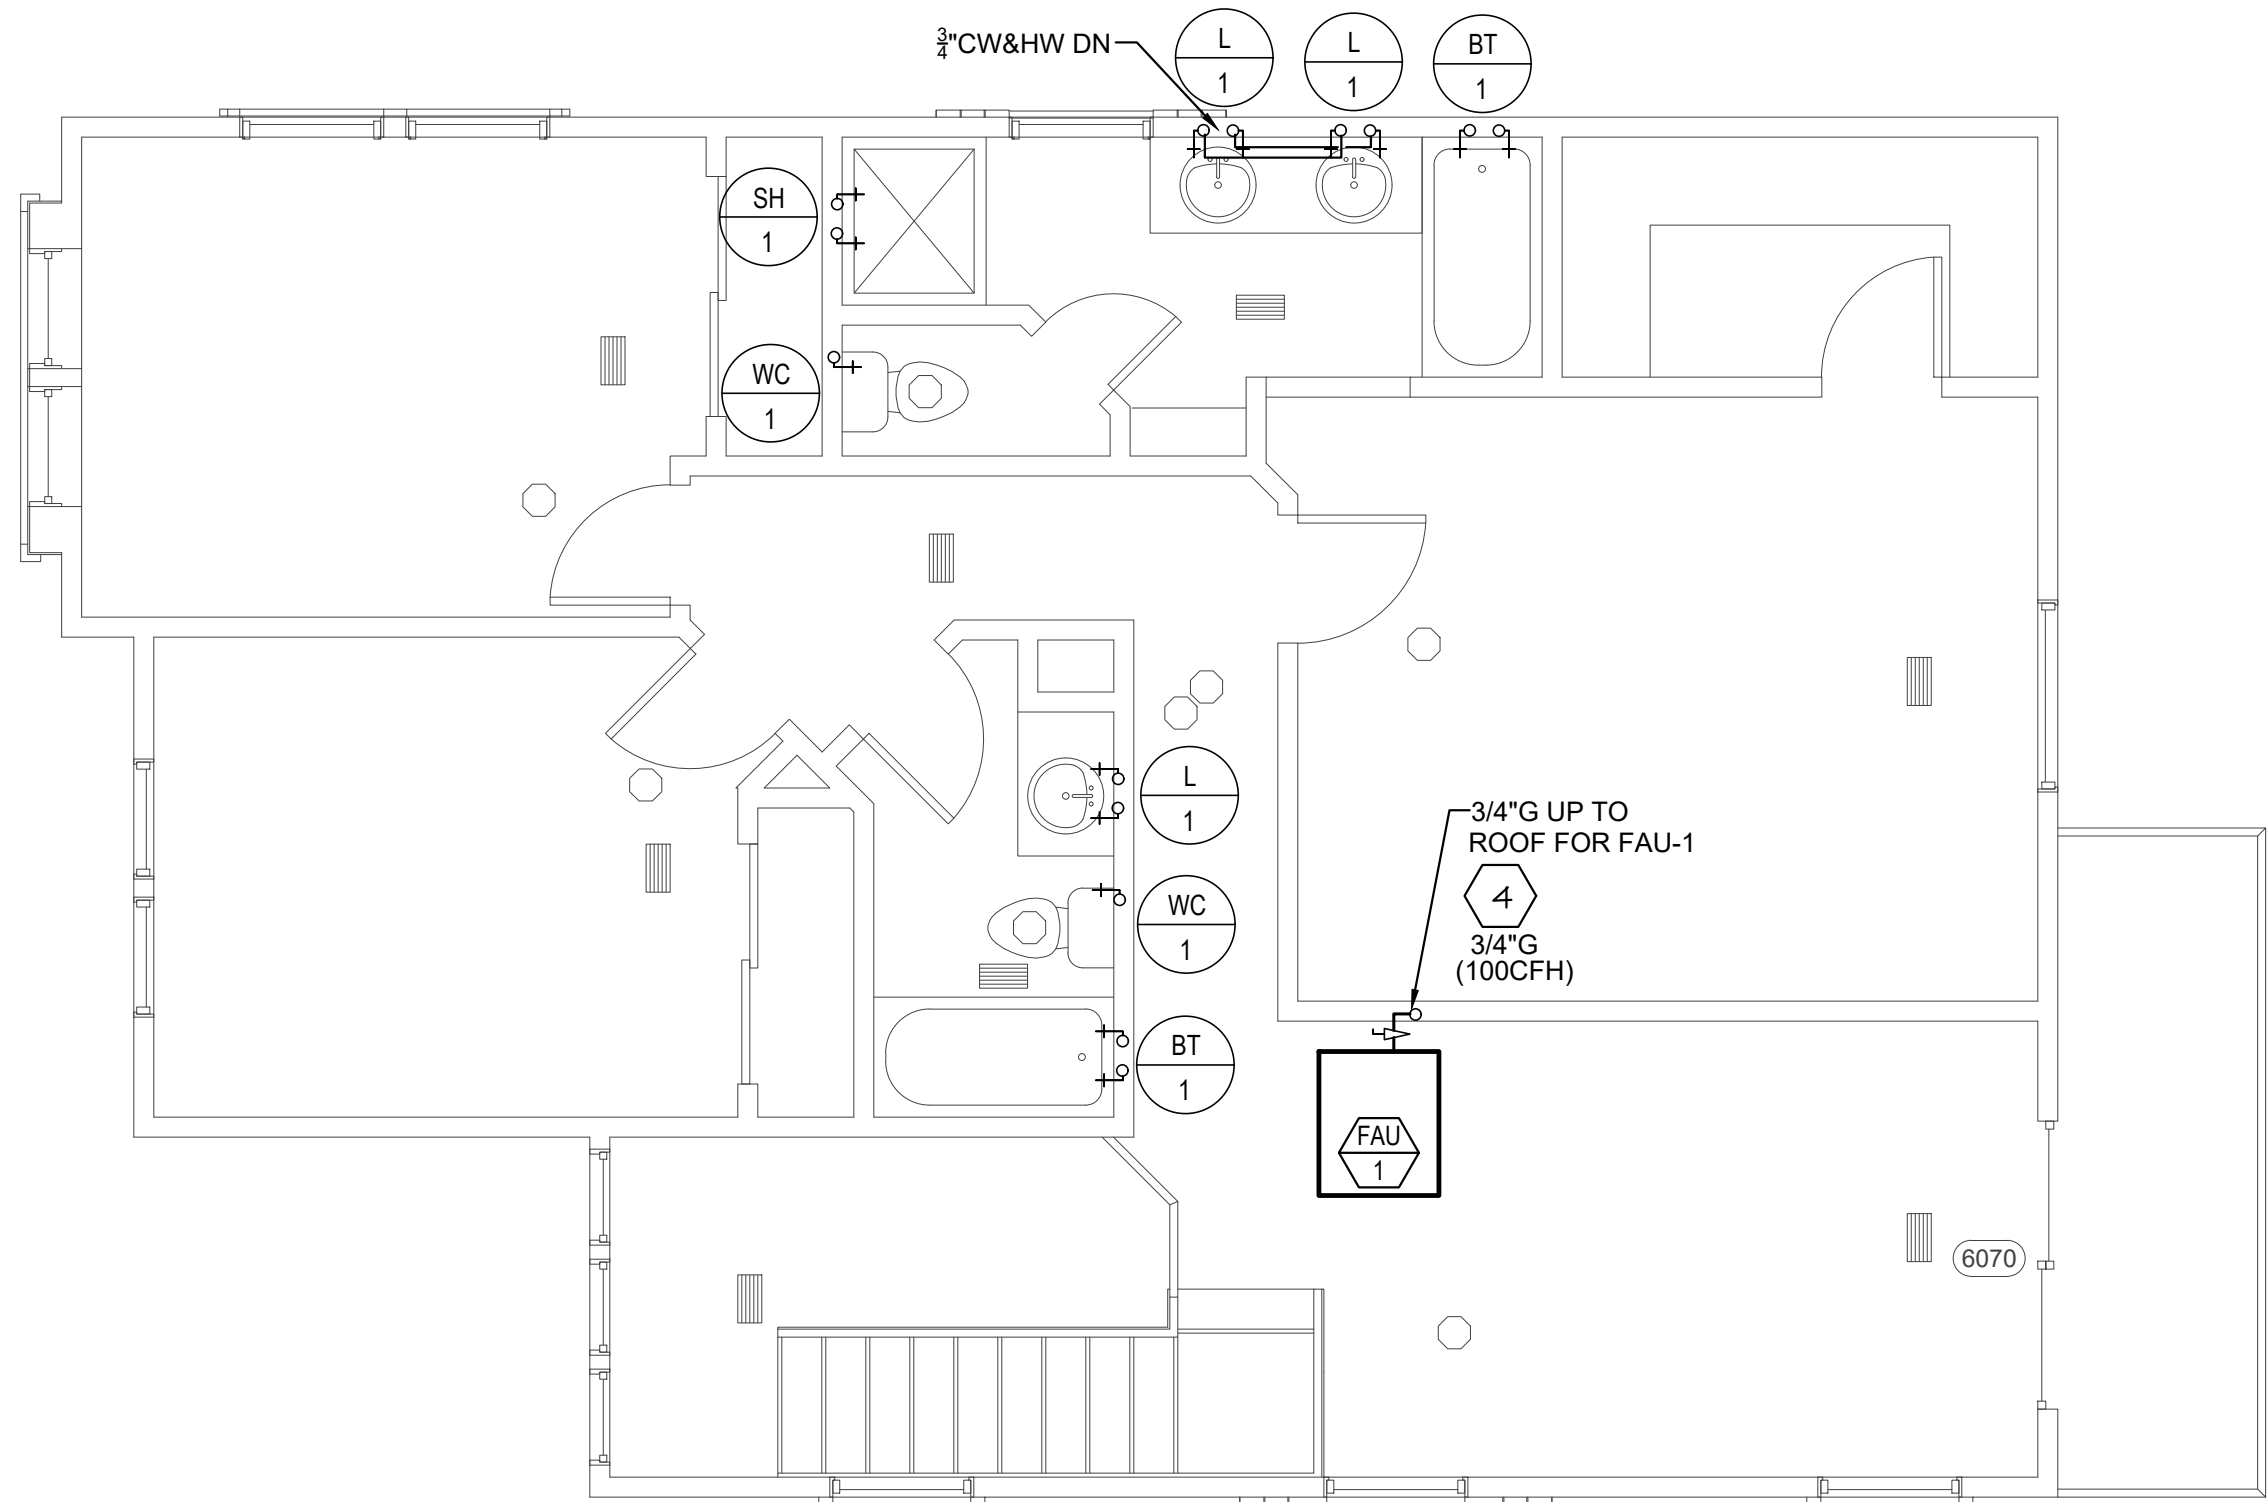 3/4"CW&HW DN
L
1
L
1
BT
1
SH
1
WC
1
L
1
3/4"G UP TO
ROOF FOR FAU-1
4
3/4"G
(100CFH)
WC
1
BT
1
FAU
1
6070